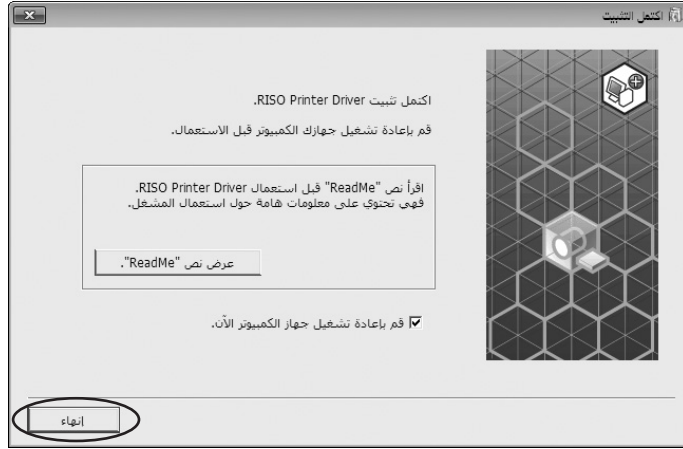 اكتمل التثبيت
اكتمل تثبيت RISO Printer Driver.
قم بإعادة تشغيل جهازك الكمبيوتر قبل الاستعمال.
اقرأ نص "ReadMe" قبل استعمال RISO Printer Driver.
فهي تحتوي على معلومات هامة حول استعمال المشغل.
عرض نص "ReadMe".
قم بإعادة تشغيل جهاز الكمبيوتر الآن.
إنهاء